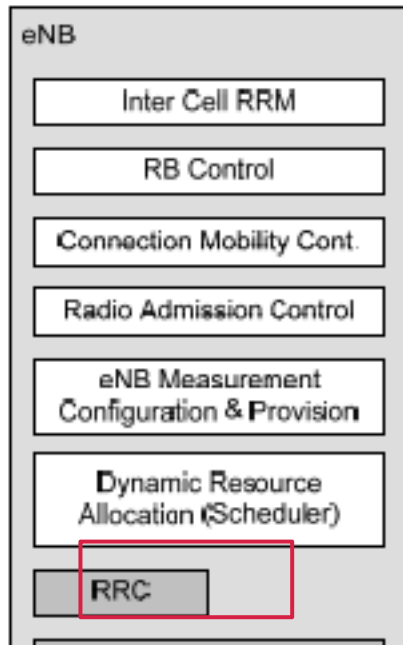 eNB
Inter Cell RRM
RB Control
Connection Mobility Cont.
Radio Admission Control
eNB Measurement
Configuration & Provision
Dynamic Resource
Allocation (Scheduler)
RRC